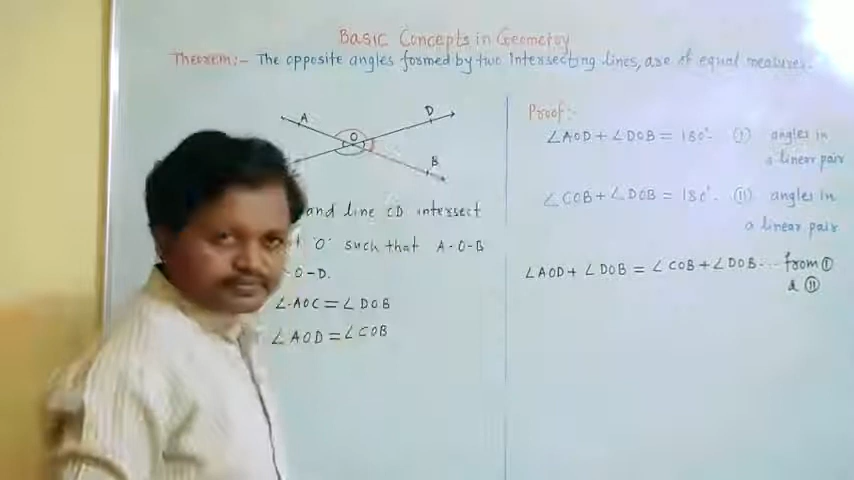 Basic Concepts in Geometry
Theorem:- The opposite angles formed by two Intersecting lines, are of equal measures.
A
D
O
B
and line CD intersect
'O' such that A-O-B
-O-D.
∠AOC = ∠DOB
∠AOD = ∠COB
Proof:-
∠AOD + ∠DOB = 180°. (I) angles in
a linear pair
∠COB + ∠DOB = 180°. (II) angles in
a linear pair
∠AOD + ∠DOB = ∠COB + ∠DOB ... from (I)
& (II)